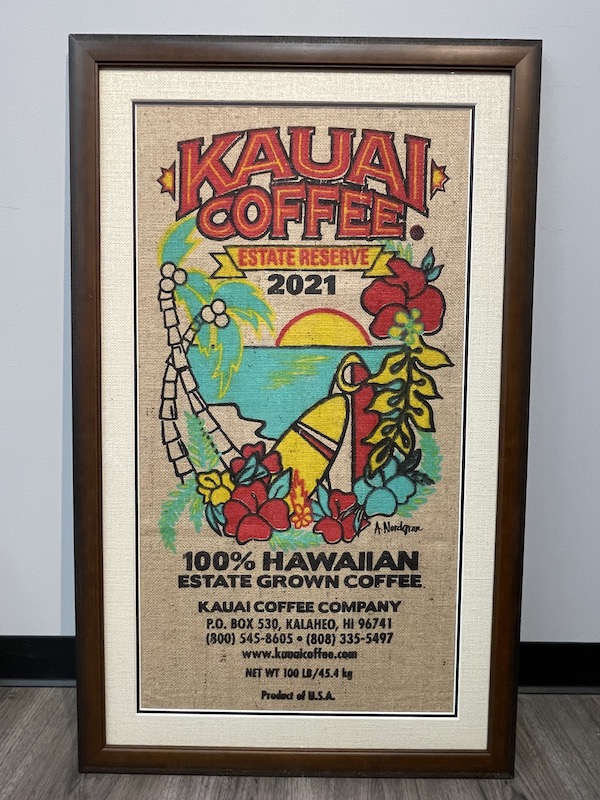 KAUAI
COFFEE
ESTATE RESERVE
2021
A. Nordgran
100% HAWAIIAN
ESTATE GROWN COFFEE
KAUAI COFFEE COMPANY
P.O. BOX 530, KALAHEO, HI 96741
(800) 545-8605 • (808) 335-5497
www.kauaicoffee.com
NET WT 100 LB/45.4 kg
Product of U.S.A.